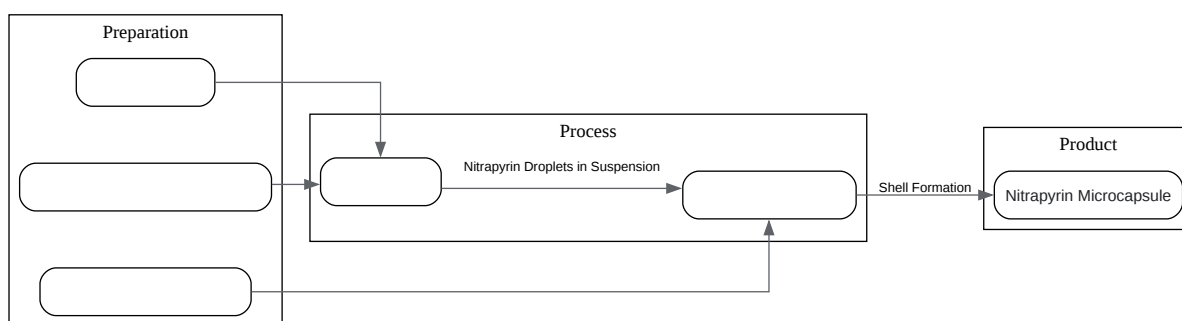 Preparation
Process
Nitrapyrin Droplets in Suspension
Shell Formation
Product
Nitrapyrin Microcapsule